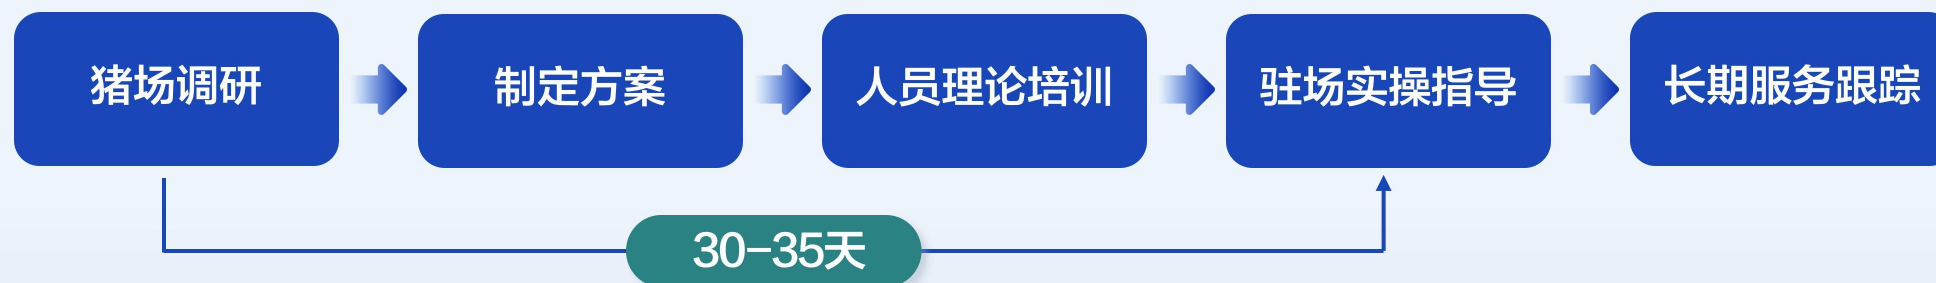 猪场调研
制定方案
人员理论培训
驻场实操指导
长期服务跟踪
30-35天